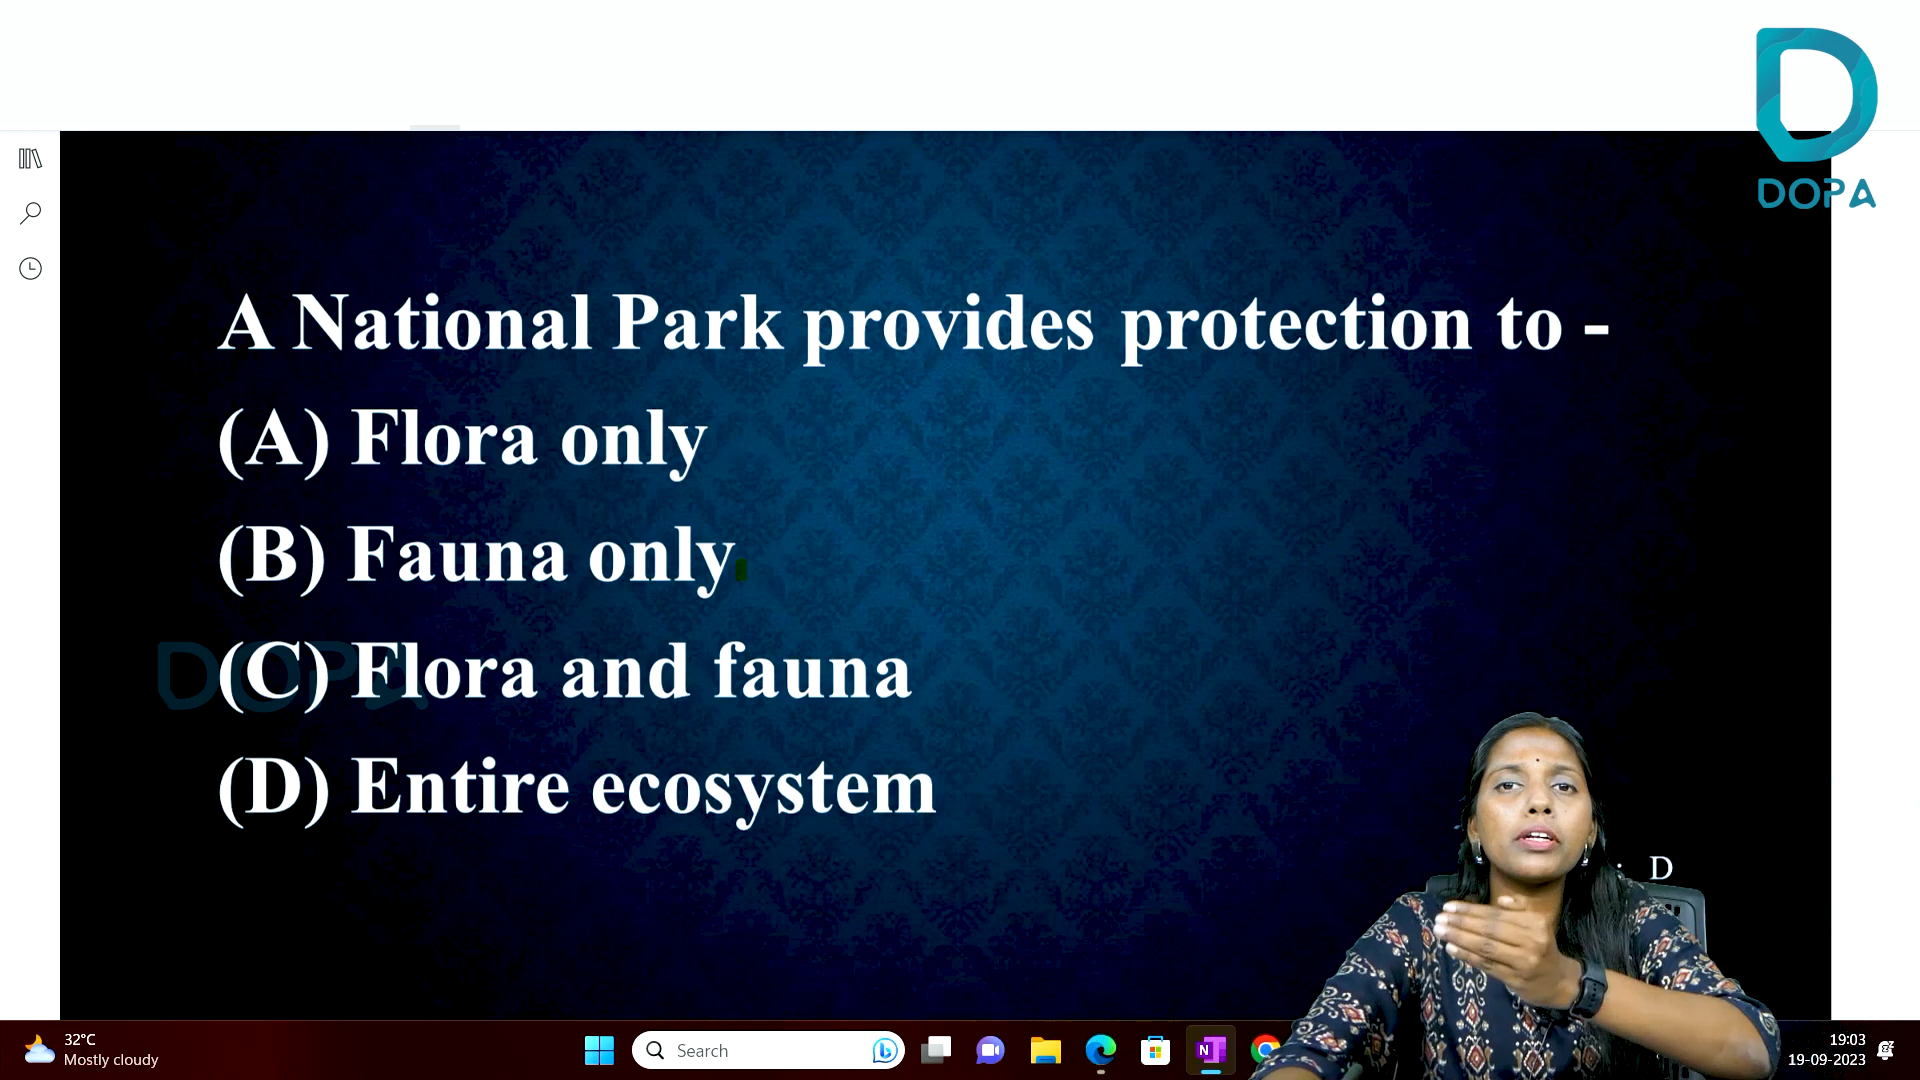 DOPA
A National Park provides protection to -
(A) Flora only
(B) Fauna only
DOPA
(C) Flora and fauna
(D) Entire ecosystem
: D
32°C
Mostly cloudy
Search
N
19:03
19-09-2023